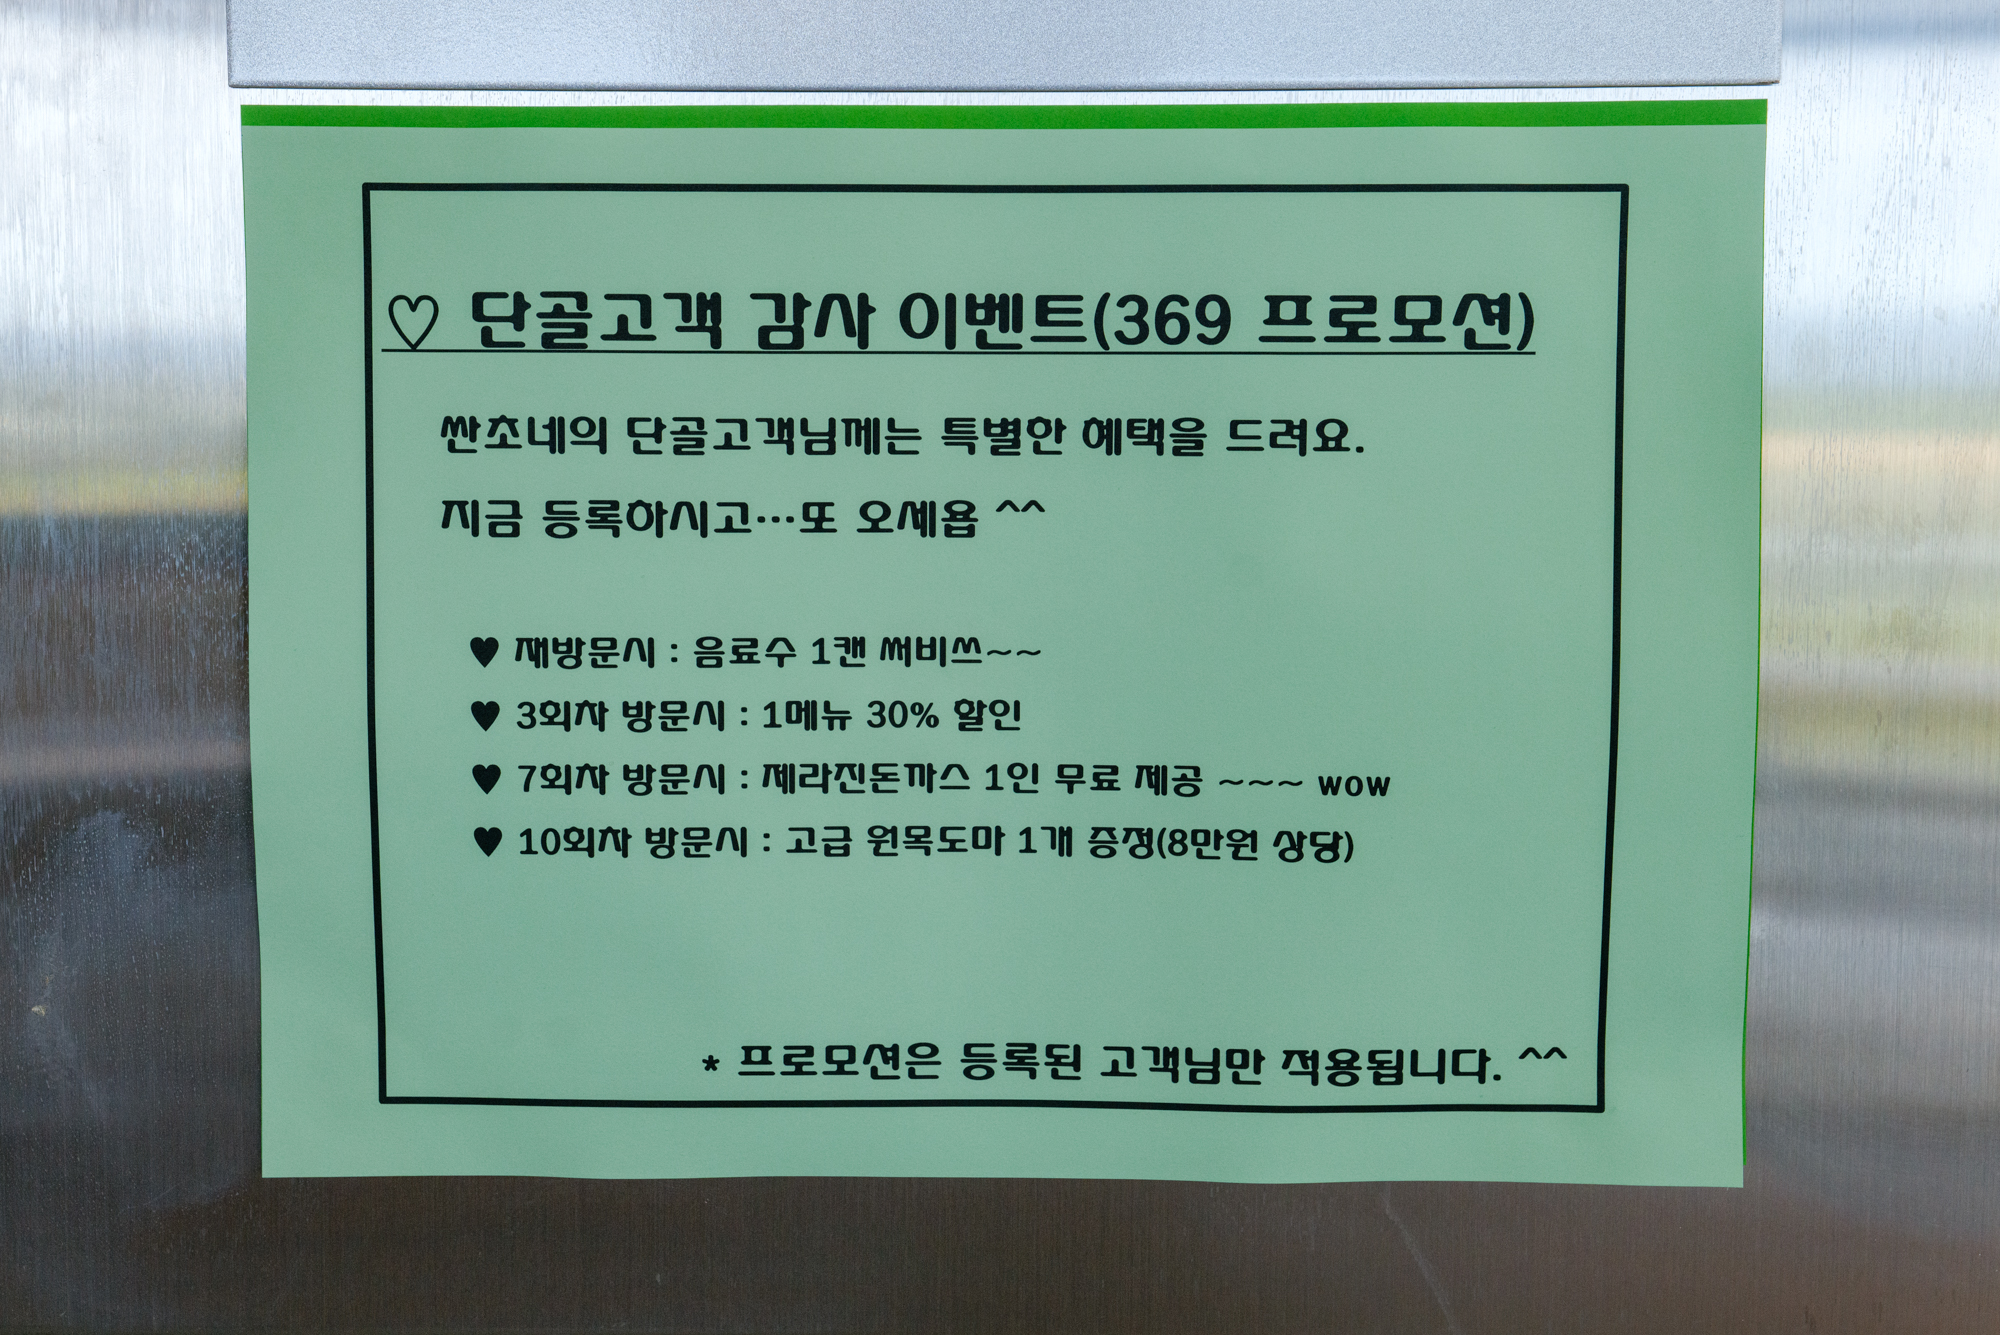 ♡ 단골고객 감사 이벤트(369 프로모션)
싼초네의 단골고객님께는 특별한 혜택을 드려요.
지금 등록하시고…또 오세욥 ^^
♥ 재방문시 : 음료수 1캔 써비쓰~~
♥ 3회차 방문시 : 1메뉴 30% 할인
♥ 7회차 방문시 : 제라진돈까스 1인 무료 제공 ~~~ wow
♥ 10회차 방문시 : 고급 원목도마 1개 증정(8만원 상당)
* 프로모션은 등록된 고객님만 적용됩니다. ^^